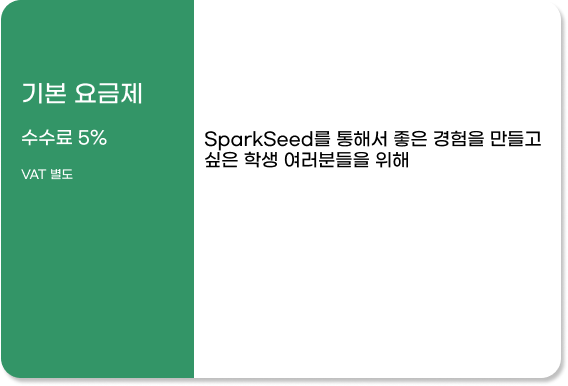 기본 요금제
수수료 5%
VAT 별도
SparkSeed를 통해서 좋은 경험을 만들고
싶은 학생 여러분들을 위해